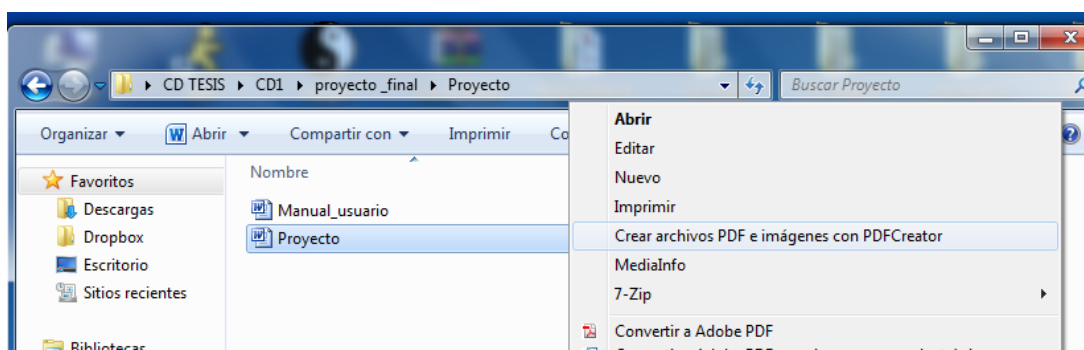 CD TESIS ▸ CD1 ▸ proyecto _final ▸ Proyecto
Buscar Proyecto
Organizar
Abrir
Compartir con
Imprimir
Co
Favoritos
Descargas
Dropbox
Escritorio
Sitios recientes
Bibliotecas
Nombre
Manual_usuario
Proyecto
Abrir
Editar
Nuevo
Imprimir
Crear archivos PDF e imágenes con PDFCreator
MediaInfo
7-Zip
Convertir a Adobe PDF